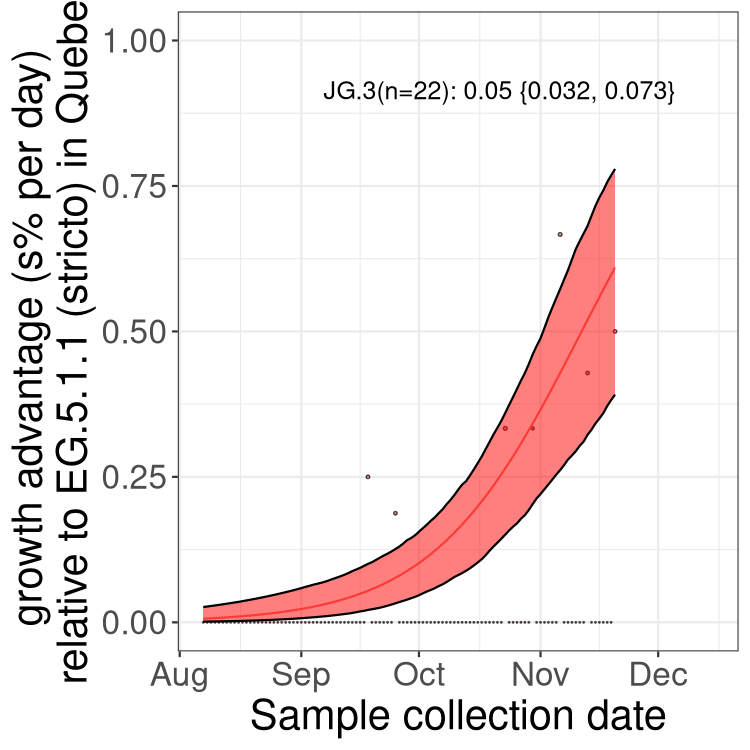 growth advantage (s% per day)
relative to EG.5.1.1 (stricto) in Quebe
1.00
0.75
0.50
0.25
0.00
JG.3(n=22): 0.05 {0.032, 0.073}
Aug Sep Oct Nov Dec
Sample collection date